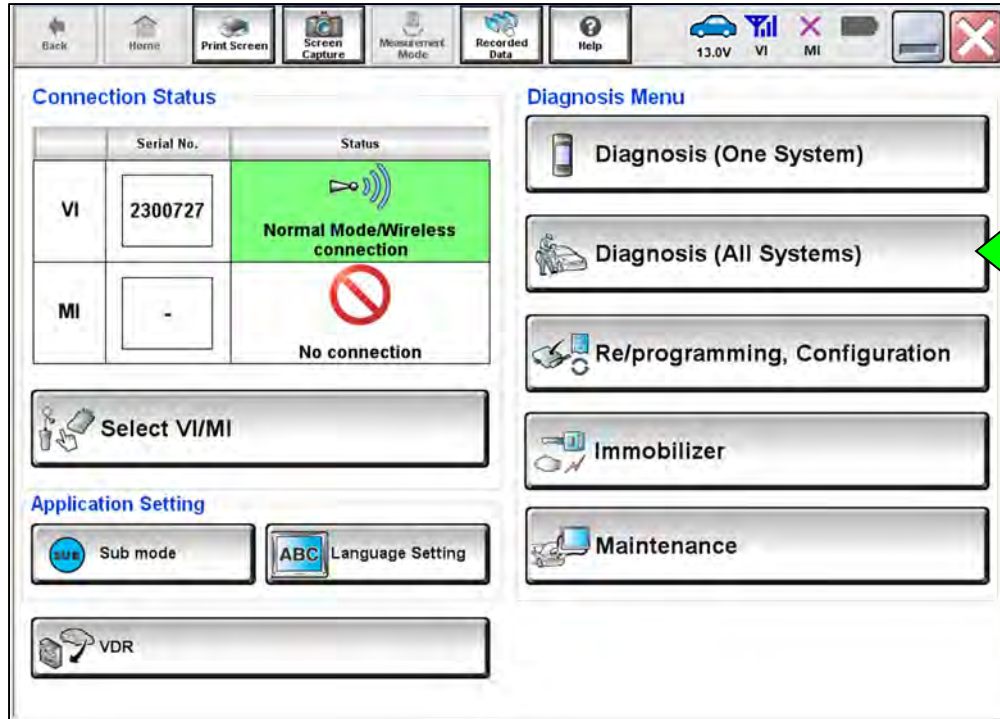 Back
Home
Print Screen
Screen
Capture
Measurement
Mode
Recorded
Data
Help
13.0V
VI
MI
Connection Status
Serial No.
Status
VI
2300727
Normal Mode/Wireless
connection
MI
-
No connection
Select VI/MI
Application Setting
SUB
Sub mode
ABC
Language Setting
VDR
Diagnosis Menu
Diagnosis (One System)
Diagnosis (All Systems)
Re/programming, Configuration
Immobilizer
Maintenance